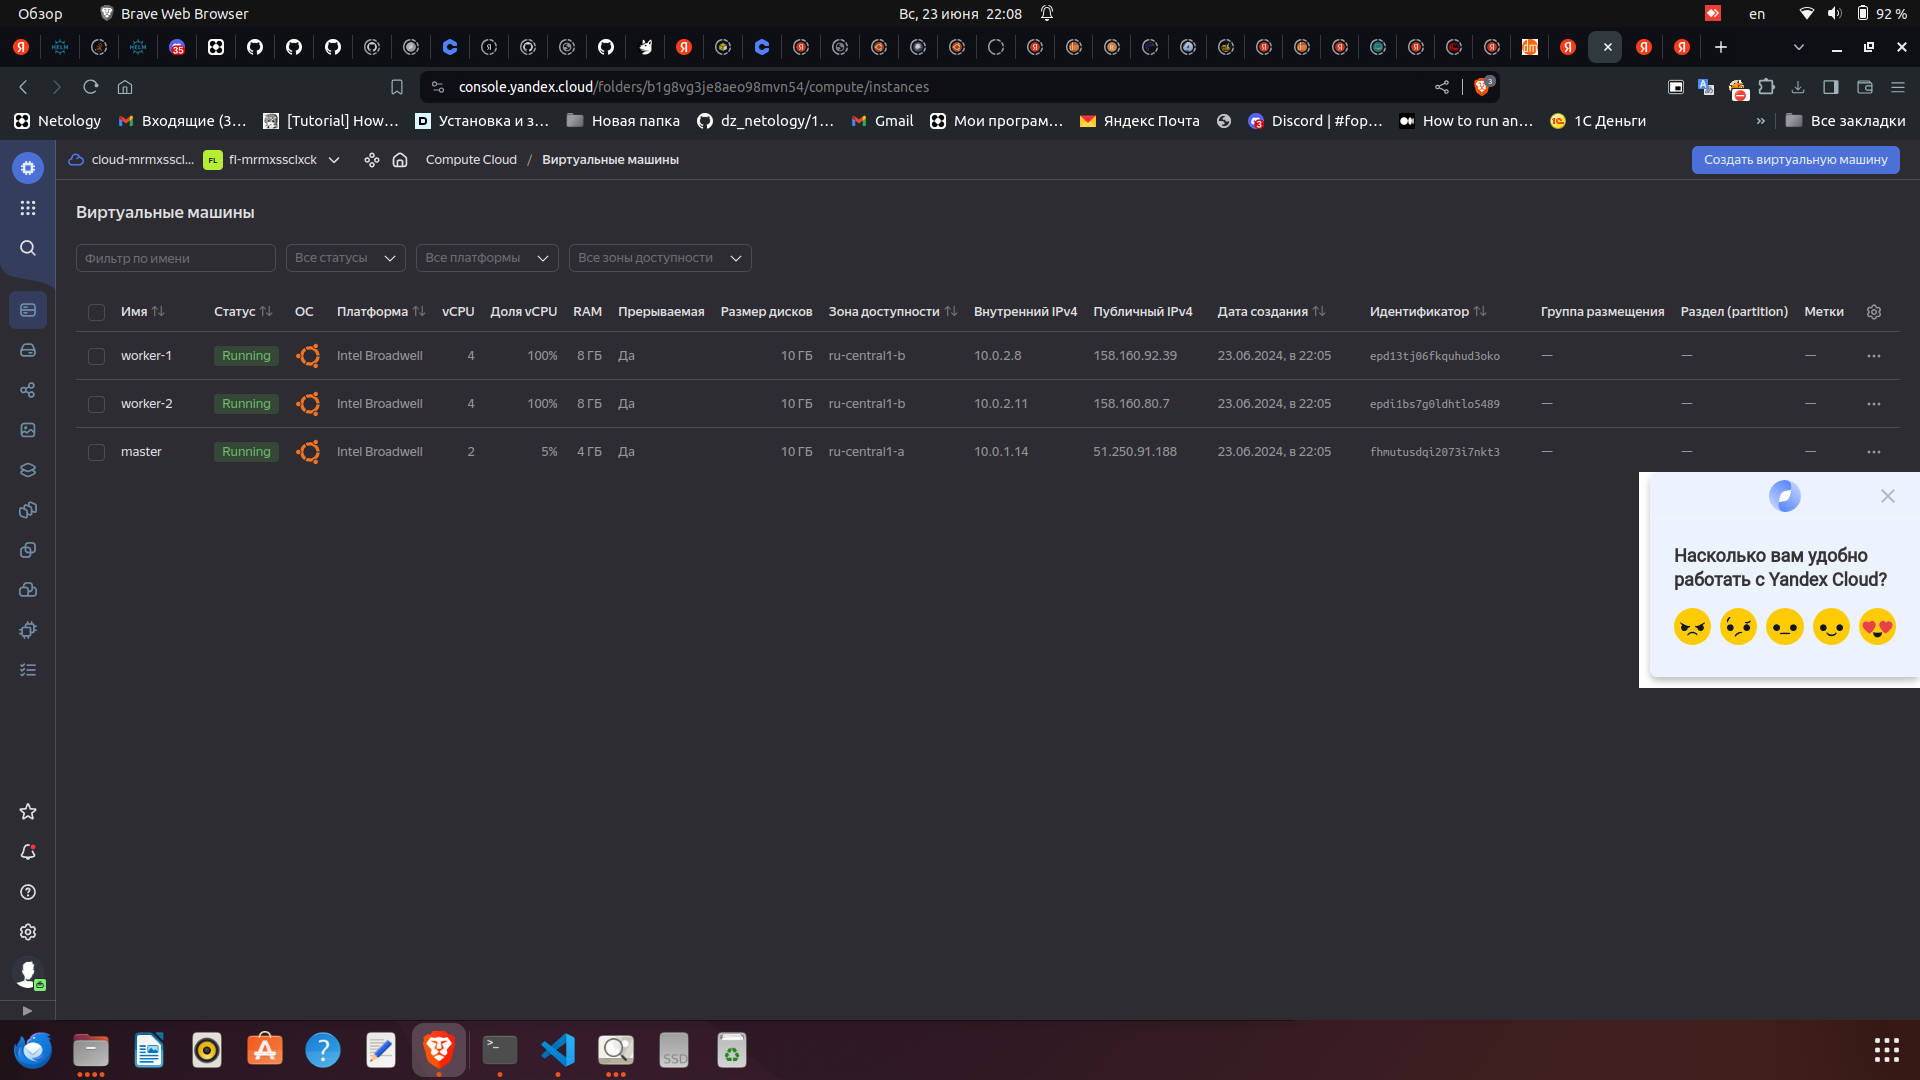 Обзор Brave Web Browser Вс, 23 июня 22:08 en 92 %
console.yandex.cloud/folders/b1g8vg3je8aeo98mvn54/compute/instances 3
Netology Входящие (3... [Tutorial] How... Установка и з... Новая папка dz_netology/1... Gmail Мои програм... Яндекс Почта Discord | #fop... How to run an... 1С Деньги » Все закладки
cloud-mrmxsscl... FL fl-mrmxssclxck Compute Cloud / Виртуальные машины Создать виртуальную машину
Виртуальные машины
Фильтр по имени Все статусы Все платформы Все зоны доступности
Имя Статус ОС Платформа vCPU Доля vCPU RAM Прерываемая Размер дисков Зона доступности Внутренний IPv4 Публичный IPv4 Дата создания Идентификатор Группа размещения Раздел (partition) Метки
worker-1 Running Intel Broadwell 4 100% 8 ГБ Да 10 ГБ ru-central1-b 10.0.2.8 158.160.92.39 23.06.2024, в 22:05 epd13tj06fkquhud3oko — — —
worker-2 Running Intel Broadwell 4 100% 8 ГБ Да 10 ГБ ru-central1-b 10.0.2.11 158.160.80.7 23.06.2024, в 22:05 epdi1bs7g0ldhtlo5489 — — —
master Running Intel Broadwell 2 5% 4 ГБ Да 10 ГБ ru-central1-a 10.0.1.14 51.250.91.188 23.06.2024, в 22:05 fhmutusdqi2073i7nkt3 — — —
Насколько вам удобно
работать с Yandex Cloud?
SSD